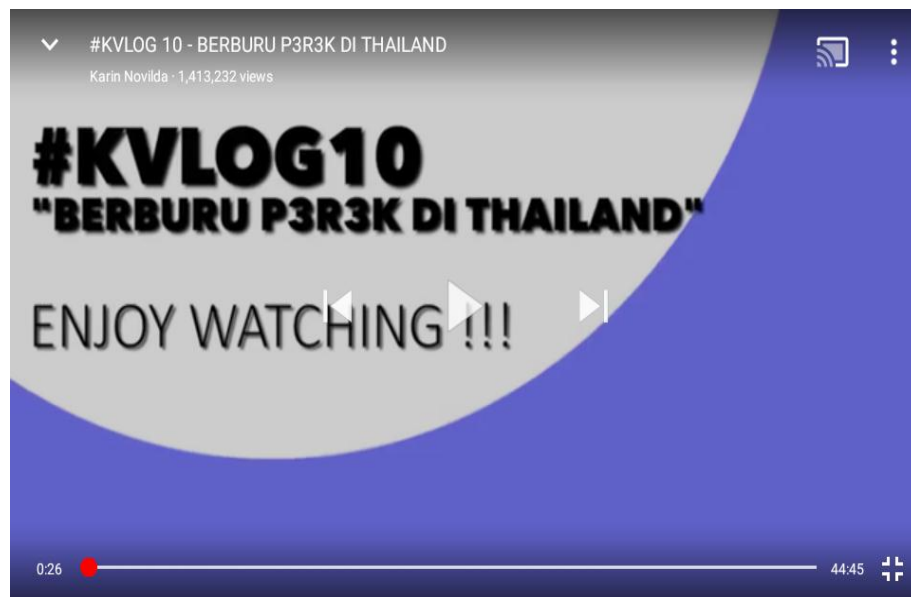 #KVLOG 10 - BERBURU P3R3K DI THAILAND
Karin Novilda · 1,413,232 views
#KVLOG10
"BERBURU P3R3K DI THAILAND"
ENJOY WATCHING !!!
0:26
44:45